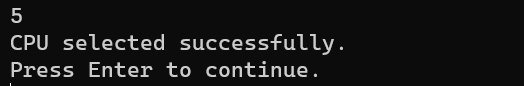 5
CPU selected successfully.
Press Enter to continue.